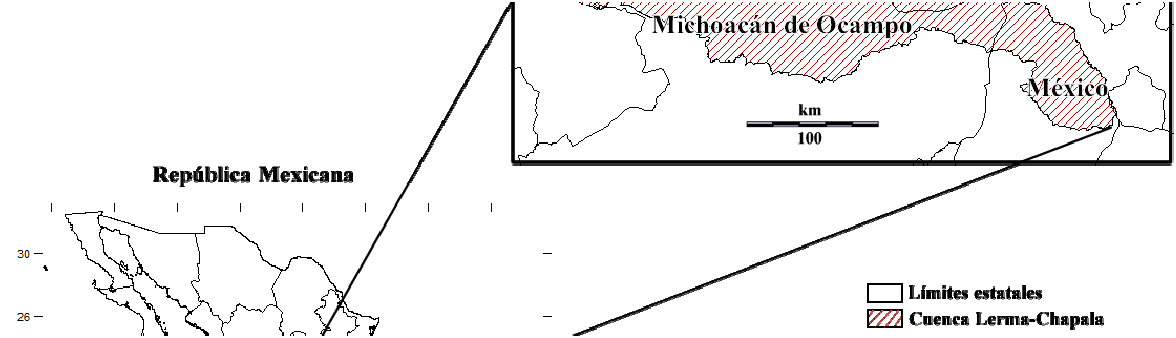 Michoacán de Ocampo
México
km
100
República Mexicana
30
26
Límites estatales
Cuenca Lerma-Chapala